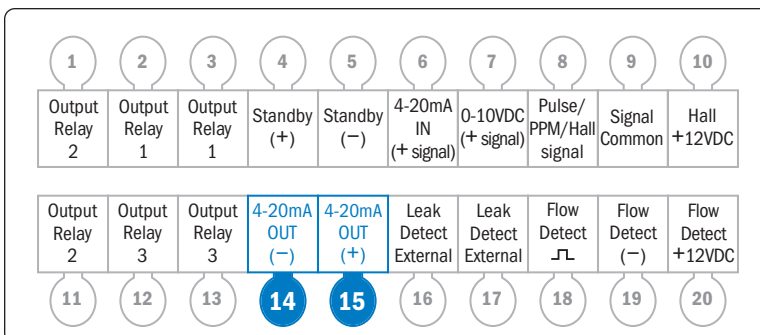 1 2 3 4 5 6 7 8 9 10
Output Relay 2
Output Relay 1
Output Relay 1
Standby (+)
Standby (−)
4-20mA IN (+ signal)
0-10VDC (+ signal)
Pulse/PPM/Hall signal
Signal Common
Hall +12VDC
Output Relay 2
Output Relay 3
Output Relay 3
4-20mA OUT (−)
4-20mA OUT (+)
Leak Detect External
Leak Detect External
Flow Detect
Flow Detect (−)
Flow Detect +12VDC
11 12 13 14 15 16 17 18 19 20